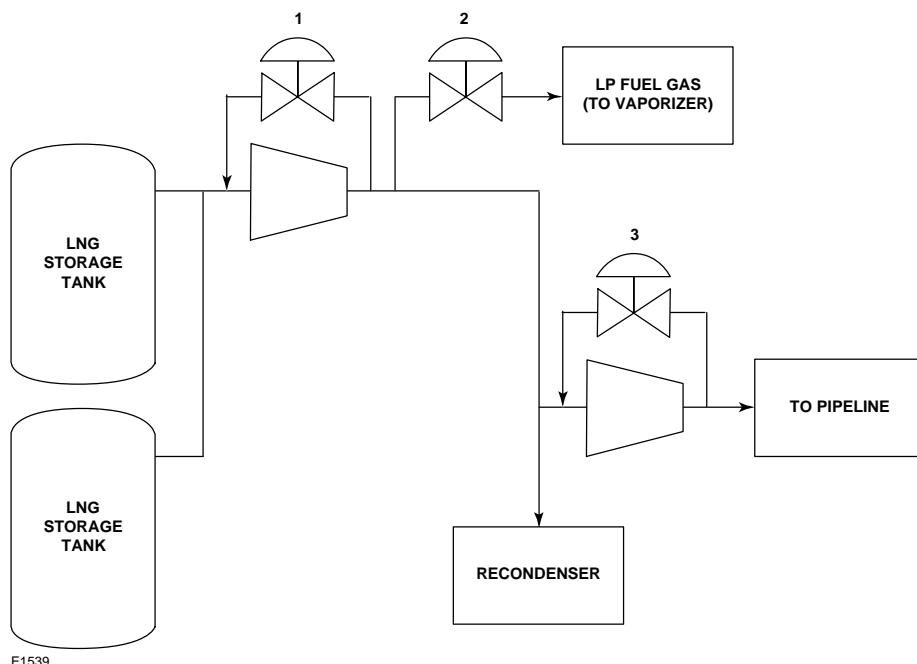 1
2
LP FUEL GAS
(TO VAPORIZER)
LNG
STORAGE
TANK
3
TO PIPELINE
LNG
STORAGE
TANK
RECONDENSER
E1539